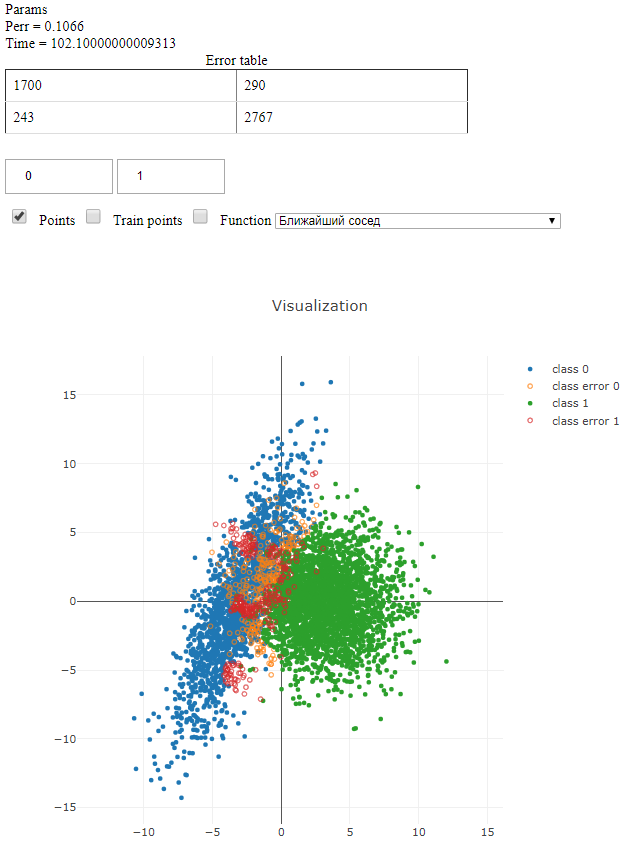 Params
Perr = 0.1066
Time = 102.10000000009313
Error table
1700 290
243 2767
0 1
Points Train points Function Ближайший сосед
Visualization
class 0
class error 0
class 1
class error 1
15
10
5
0
−5
−10
−15
−10 −5 0 5 10 15